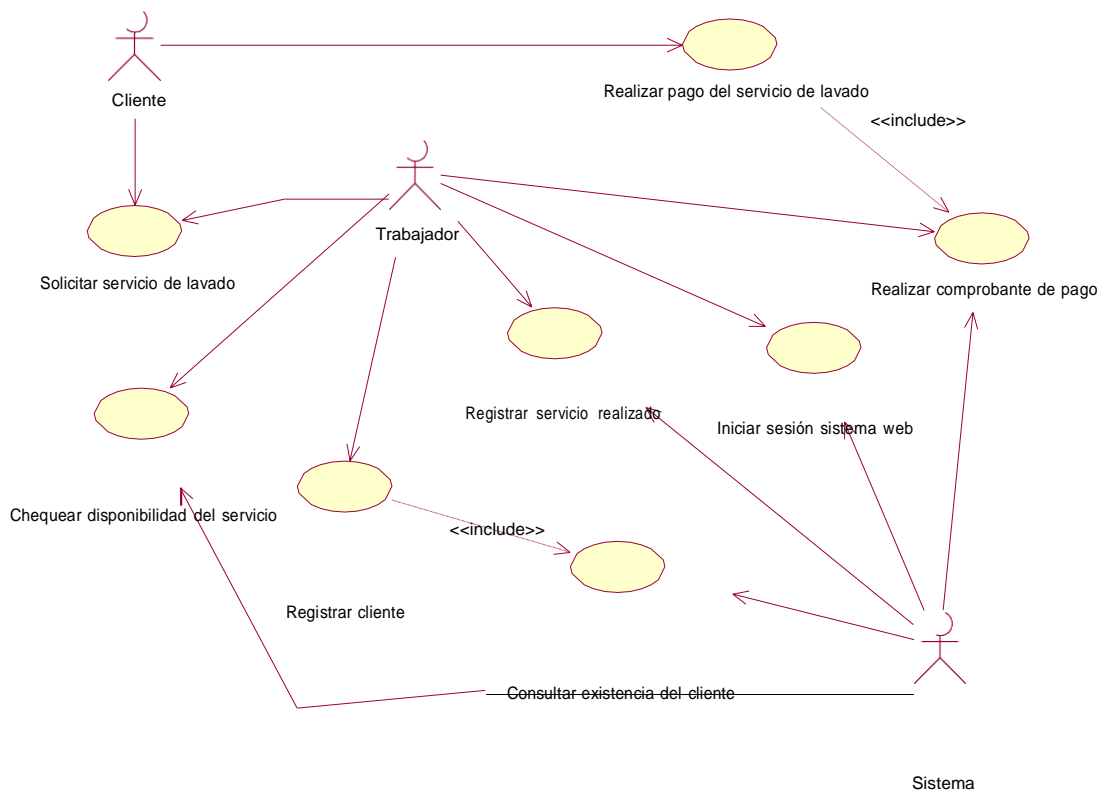 Realizar pago del servicio de lavado
Cliente
<<include>>
Trabajador
Solicitar servicio de lavado
Realizar comprobante de pago
Registrar servicio realizado
Iniciar sesión sistema web
Chequear disponibilidad del servicio
<<include>>
Registrar cliente
Consultar existencia del cliente
Sistema